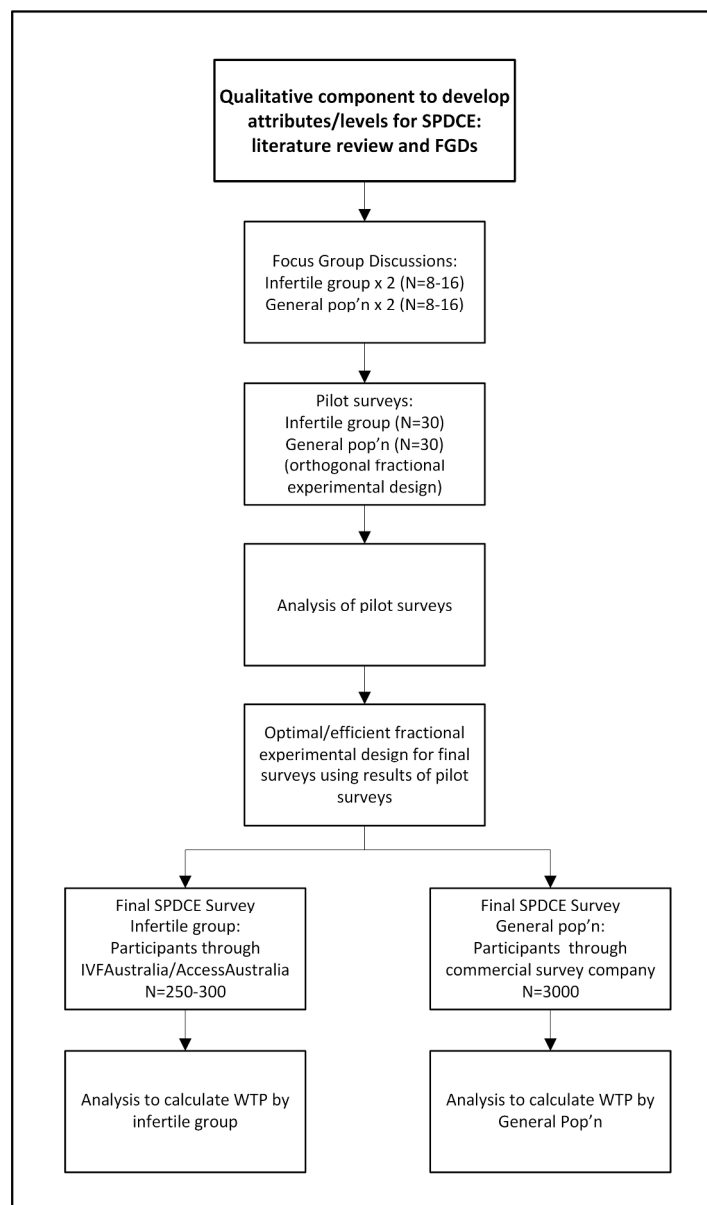 Qualitative component to develop
attributes/levels for SPDCE:
literature review and FGDs
Focus Group Discussions:
Infertile group x 2 (N=8-16)
General pop’n x 2 (N=8-16)
Pilot surveys:
Infertile group (N=30)
General pop’n (N=30)
(orthogonal fractional
experimental design)
Analysis of pilot surveys
Optimal/efficient fractional
experimental design for final
surveys using results of pilot
surveys
Final SPDCE Survey
Infertile group:
Participants through
IVFAustralia/AccessAustralia
N=250-300
Final SPDCE Survey
General pop’n:
Participants through
commercial survey company
N=3000
Analysis to calculate WTP by
infertile group
Analysis to calculate WTP by
General Pop’n